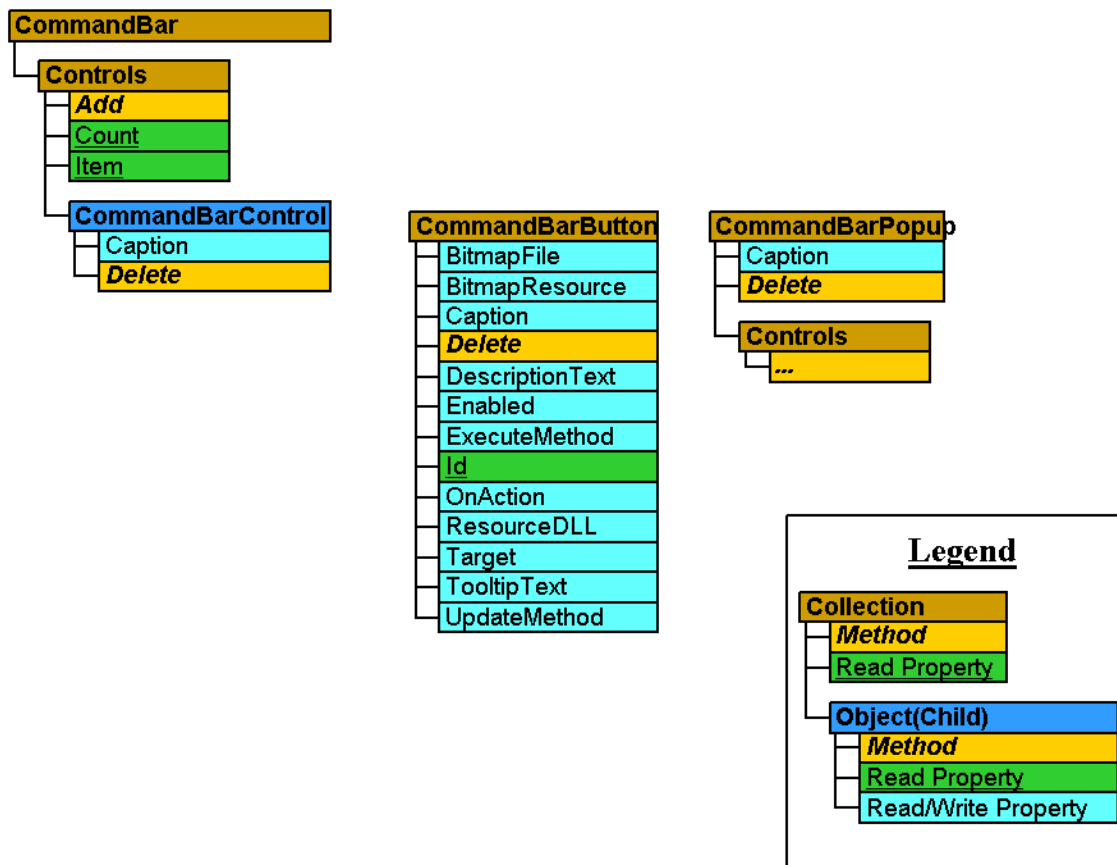 CommandBar
Controls
Add
Count
Item
CommandBarControl
Caption
Delete
CommandBarButton
BitmapFile
BitmapResource
Caption
Delete
DescriptionText
Enabled
ExecuteMethod
Id
OnAction
ResourceDLL
Target
TooltipText
UpdateMethod
CommandBarPopup
Caption
Delete
Controls
...
Legend
Collection
Method
Read Property
Object(Child)
Method
Read Property
Read/Write Property